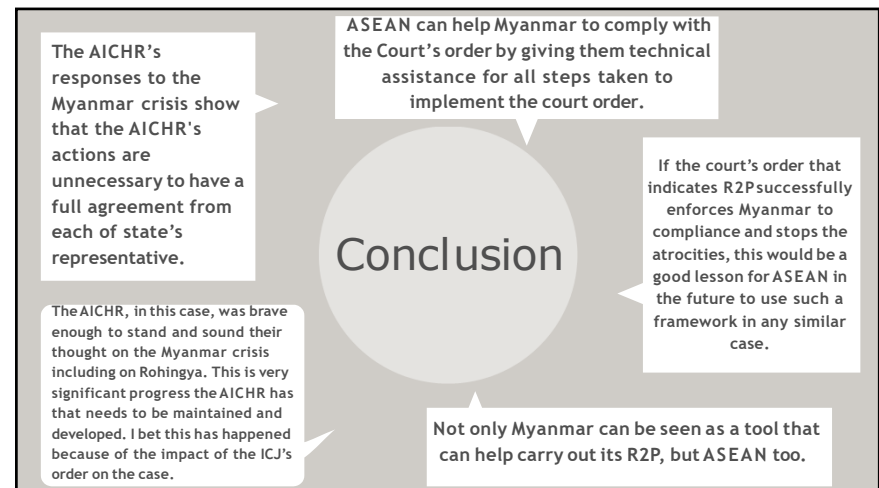 The AICHR's
responses to the
Myanmar crisis show
that the AICHR's
actions are
unnecessary to have a
full agreement from
each of state's
representative.
ASEAN can help Myanmar to comply with
the Court's order by giving them technical
assistance for all steps taken to
implement the court order.
Conclusion
If the court's order that
indicates R2P successfully
enforces Myanmar to
compliance and stops the
atrocities, this would be a
good lesson for ASEAN in
the future to use such a
framework in any similar
case.
The AICHR, in this case, was brave
enough to stand and sound their
thought on the Myanmar crisis
including on Rohingya. This is very
significant progress the AICHR has
that needs to be maintained and
developed. I bet this has happened
because of the impact of the ICJ's
order on the case.
Not only Myanmar can be seen as a tool that
can help carry out its R2P, but ASEAN too.